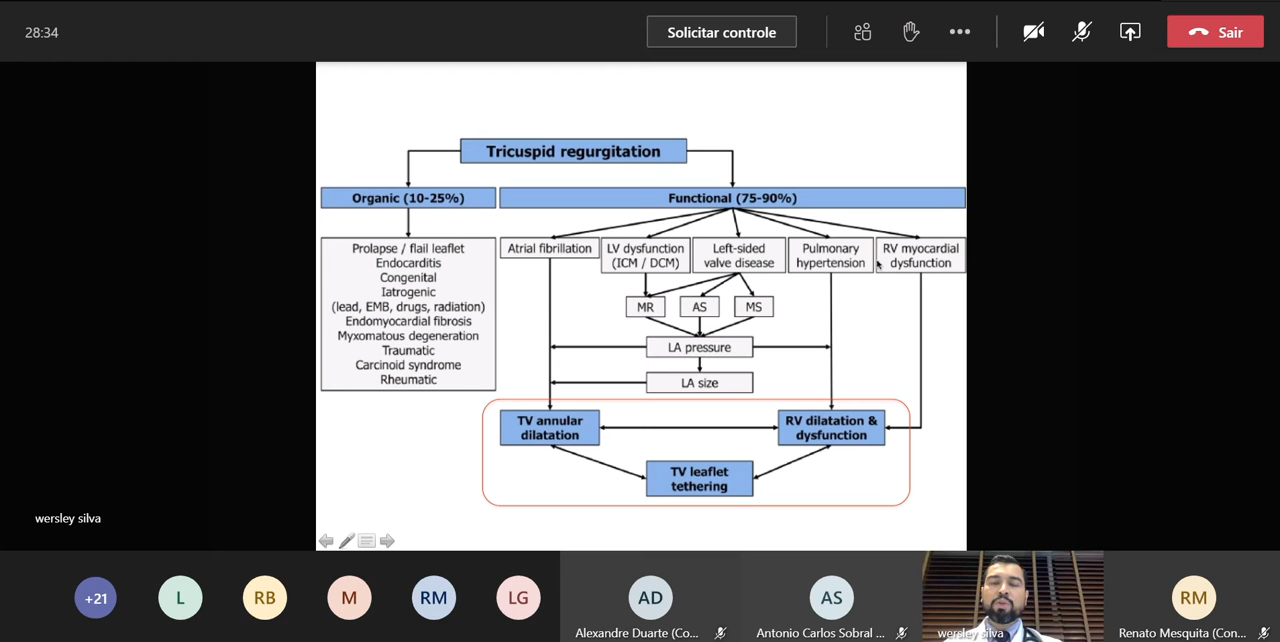 28:34
Solicitar controle
Sair
Tricuspid regurgitation
Organic (10-25%)
Functional (75-90%)
Prolapse / flail leaflet
Endocarditis
Congenital
Iatrogenic
(lead, EMB, drugs, radiation)
Endomyocardial fibrosis
Myxomatous degeneration
Traumatic
Carcinoid syndrome
Rheumatic
Atrial fibrillation
LV dysfunction
(ICM / DCM)
Left-sided
valve disease
Pulmonary
hypertension
RV myocardial
dysfunction
MR
AS
MS
LA pressure
LA size
TV annular
dilatation
RV dilatation &
dysfunction
TV leaflet
tethering
wersley silva
+21
L
RB
M
RM
LG
AD
Alexandre Duarte (Co...
AS
Antonio Carlos Sobral ...
wersley silva
RM
Renato Mesquita (Con...